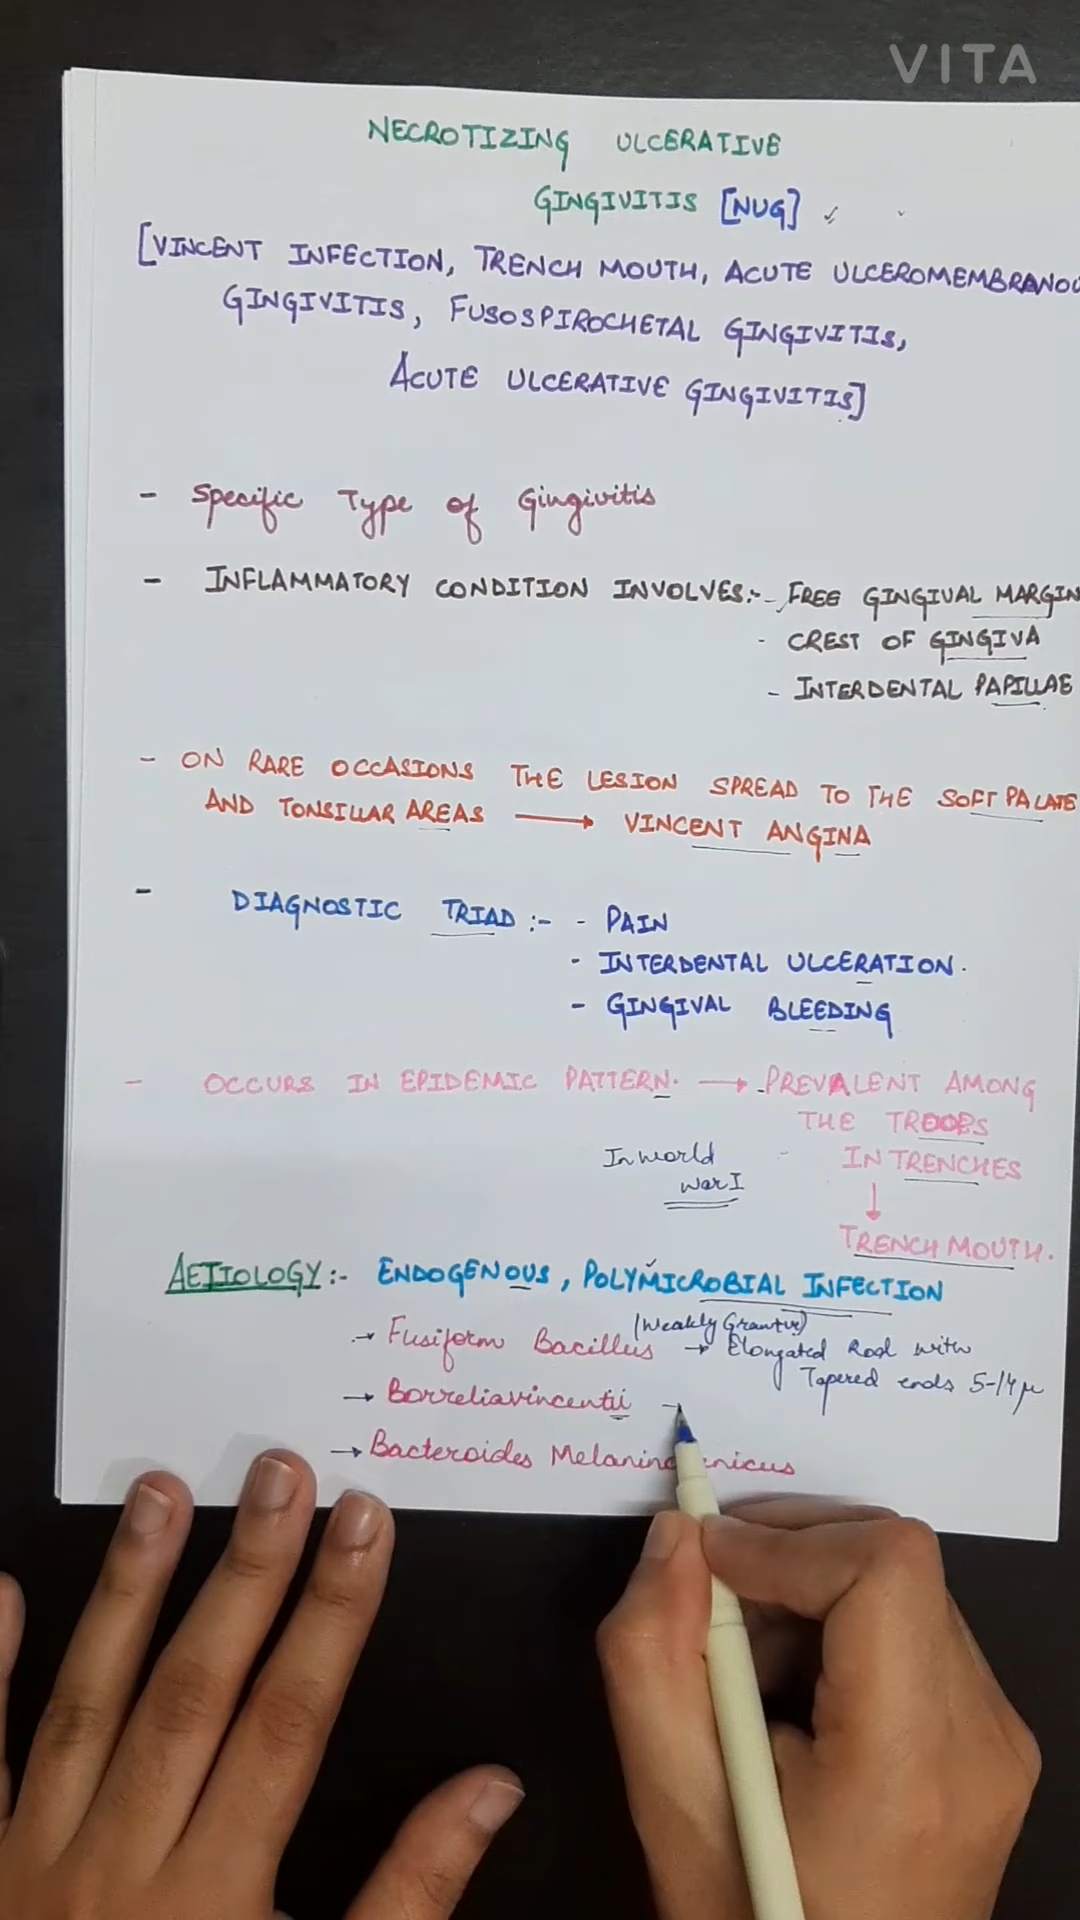 VITA
NECROTIZING ULCERATIVE
GINGIVITIS [NUG]
[VINCENT INFECTION, TRENCH MOUTH, ACUTE ULCEROMEMBRANOU
GINGIVITIS, FUSOSPIROCHETAL GINGIVITIS,
ACUTE ULCERATIVE GINGIVITIS]
- Specific Type of Gingivitis
- INFLAMMATORY CONDITION INVOLVES:- - FREE GINGIVAL MARGIN
- CREST OF GINGIVA
- INTERDENTAL PAPILLAE
- ON RARE OCCASIONS THE LESION SPREAD TO THE SOFT PALATE
AND TONSILLAR AREAS → VINCENT ANGINA
- DIAGNOSTIC TRIAD :- - PAIN
- INTERDENTAL ULCERATION.
- GINGIVAL BLEEDING
- OCCURS IN EPIDEMIC PATTERN. → PREVALENT AMONG
THE TROOPS
IN TRENCHES
In world
War I
↓
TRENCH MOUTH.
AETIOLOGY:- ENDOGENOUS, POLYMICROBIAL INFECTION
(Weakly Gram+ve)
→ Fusiform Bacillus → Elongated Rod with
Tapered ends 5-14μ
→ Borreliavincentii →
→ Bacteroides